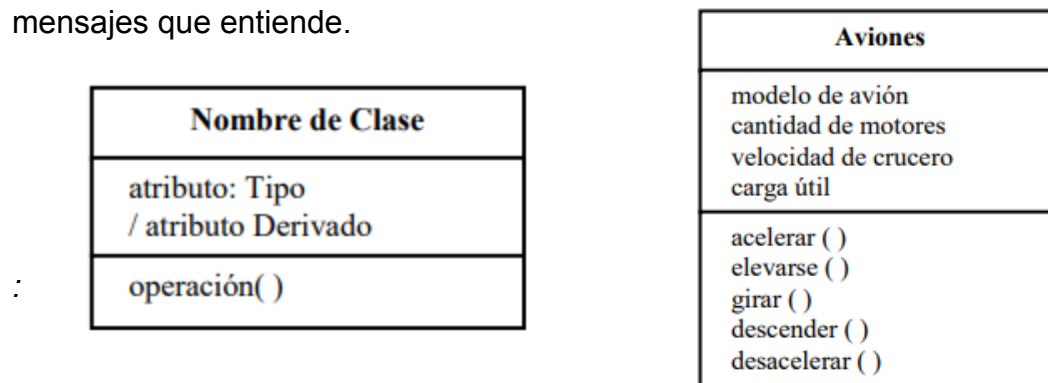 mensajes que entiende.
Nombre de Clase
atributo: Tipo
/ atributo Derivado
operación( )
:
Aviones
modelo de avión
cantidad de motores
velocidad de crucero
carga útil
acelerar ( )
elevarse ( )
girar ( )
descender ( )
desacelerar ( )